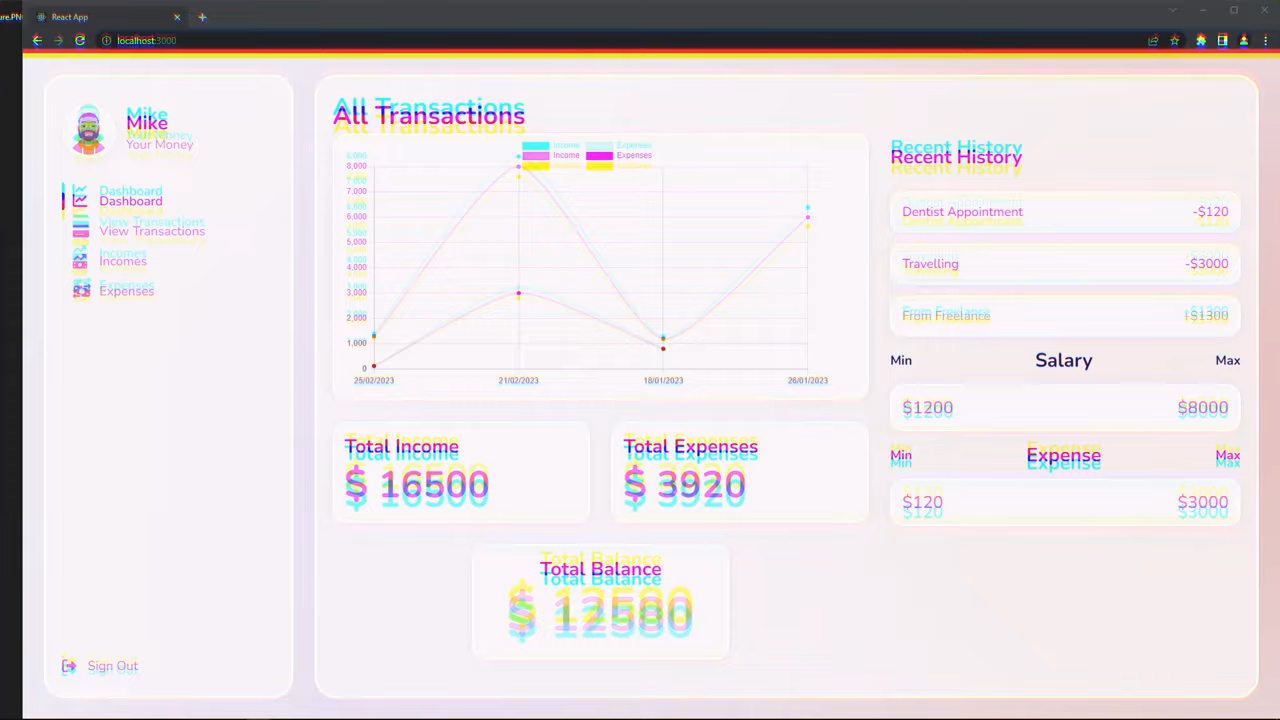 ure.PN
React App
localhost:3000
Mike
Your Money
Dashboard
View Transactions
Incomes
Expenses
Sign Out
All Transactions
Income Expenses
8,000
7,000
6,000
5,000
4,000
3,000
2,000
1,000
0
25/02/2023 21/02/2023 18/01/2023 26/01/2023
Total Income
$ 16500
Total Expenses
$ 3920
Total Balance
$ 12580
Recent History
Dentist Appointment -$120
Travelling -$3000
From Freelance +$1300
Min Salary Max
$1200 $8000
Min Expense Max
$120 $3000